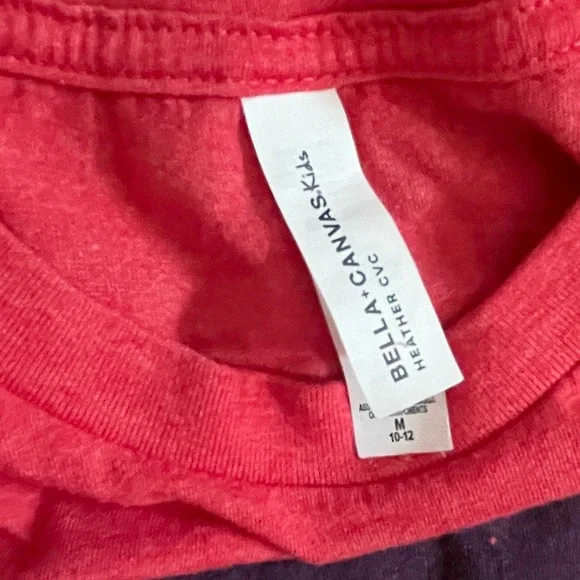 BELLA+CANVAS.Kids
HEATHER CVC
M
10-12